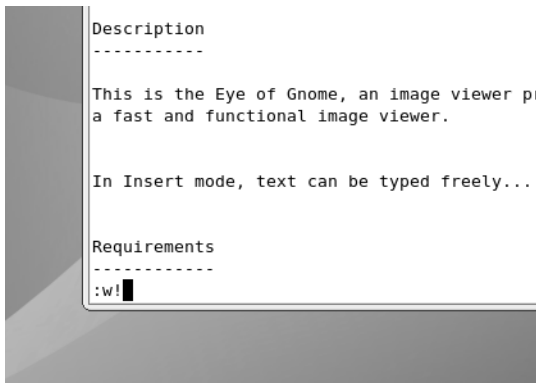 Description
-----------
This is the Eye of Gnome, an image viewer
a fast and functional image viewer.
In Insert mode, text can be typed freely...
Requirements
------------
:w!